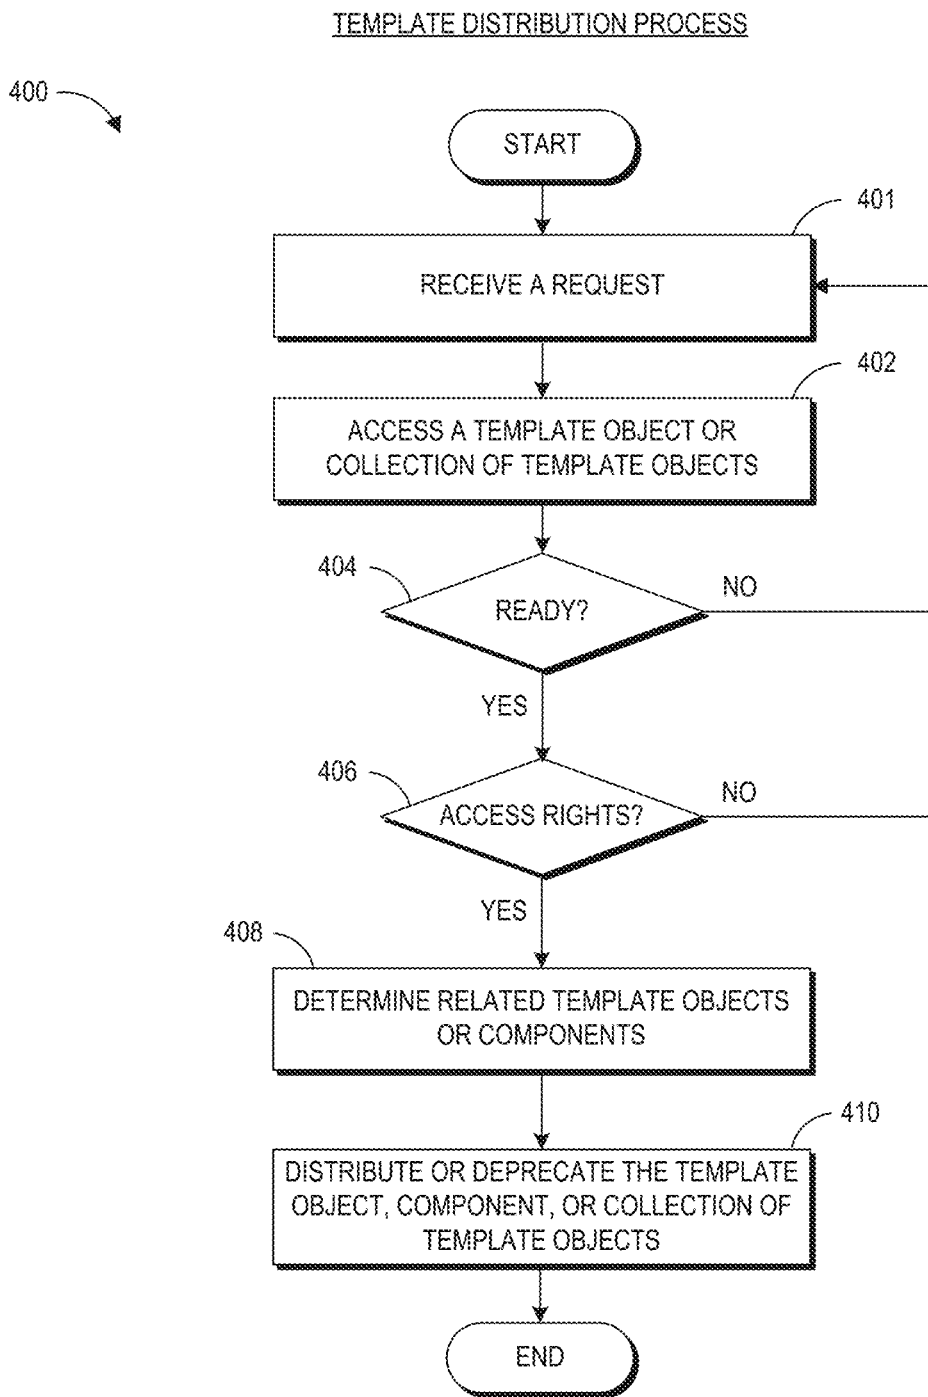 TEMPLATE DISTRIBUTION PROCESS
400
START
401
RECEIVE A REQUEST
402
ACCESS A TEMPLATE OBJECT OR
COLLECTION OF TEMPLATE OBJECTS
404
READY?
NO
YES
406
ACCESS RIGHTS?
NO
YES
408
DETERMINE RELATED TEMPLATE OBJECTS
OR COMPONENTS
410
DISTRIBUTE OR DEPRECATE THE TEMPLATE
OBJECT, COMPONENT, OR COLLECTION OF
TEMPLATE OBJECTS
END